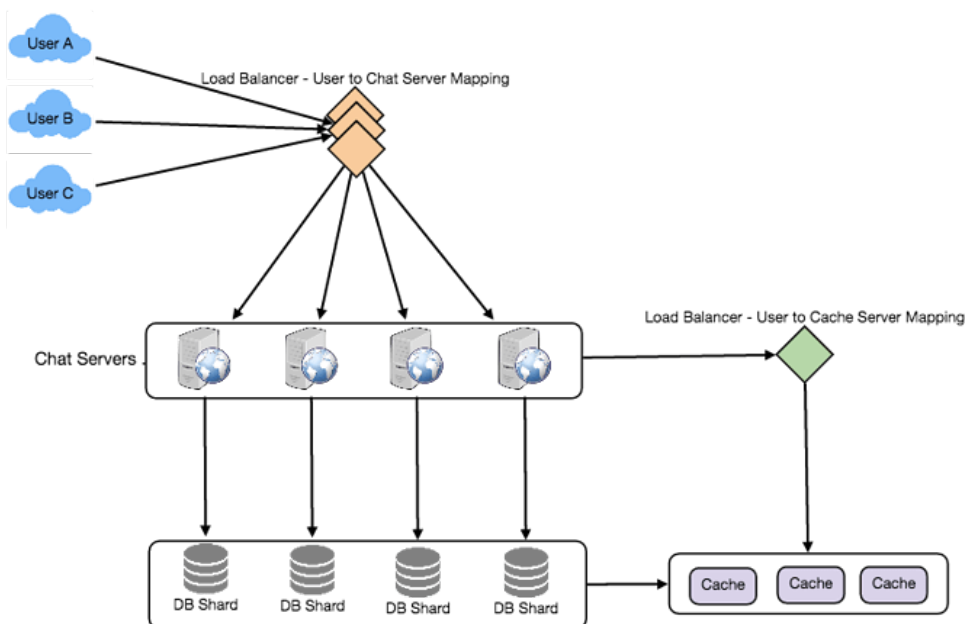 User A
Load Balancer - User to Chat Server Mapping
User B
User C
Load Balancer - User to Cache Server Mapping
Chat Servers
DB Shard
DB Shard
DB Shard
DB Shard
Cache
Cache
Cache